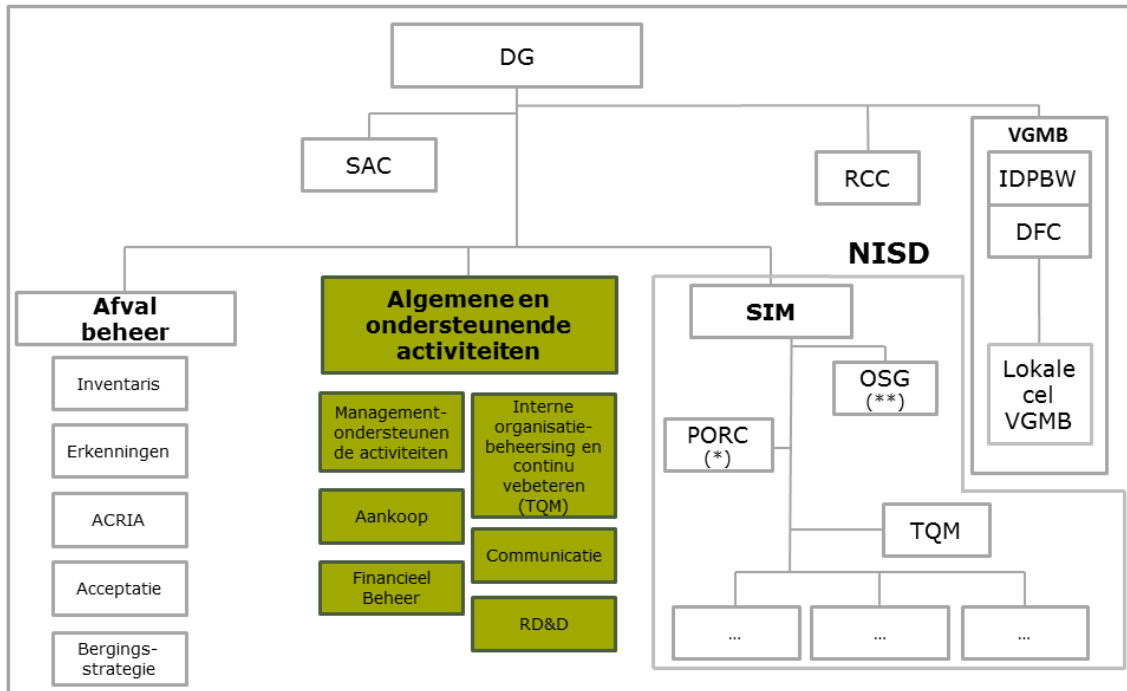 DG
SAC
RCC
VGMB
IDPBW
DFC
Lokale
cel
VGMB
NISD
Afval
beheer
Inventaris
Erkenningen
ACRIA
Acceptatie
Bergings-
strategie
Algemene en
ondersteunende
activiteiten
Management-
ondersteunen
de activiteiten
Aankoop
Financieel
Beheer
Interne
organisatie-
beheersing en
continu
vebeteren
(TQM)
Communicatie
RD&D
SIM
OSG
(**)
PORC
(*)
TQM
...
...
...